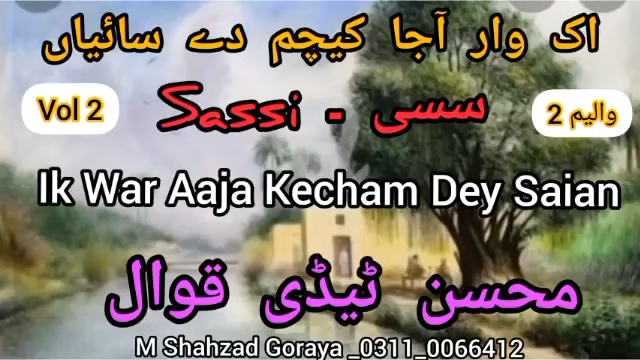 اک وار آجا کیچم دے سائیاں
Vol 2
Sassi - سسی
والیم 2
Ik War Aaja Kecham Dey Saian
محسن ٹیڈی قوال
M Shahzad Goraya _0311_0066412